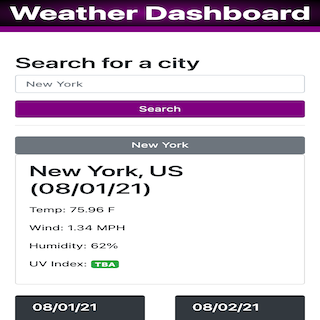 Weather Dashboard
Search for a city
New York
Search
New York
New York, US
(08/01/21)
Temp: 75.96 F
Wind: 1.34 MPH
Humidity: 62%
UV Index: TBA
08/01/21 08/02/21